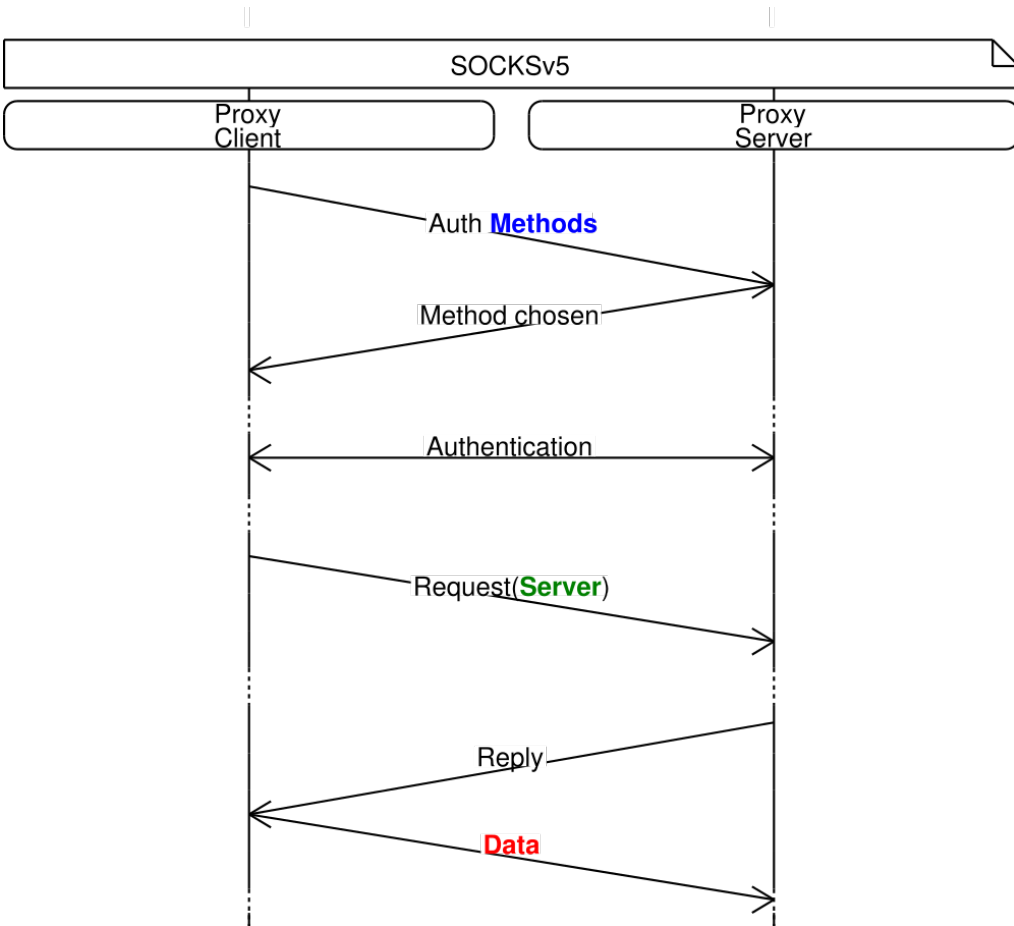 SOCKSv5
Proxy
Client
Proxy
Server
Auth Methods
Method chosen
Authentication
Request(Server)
Reply
Data